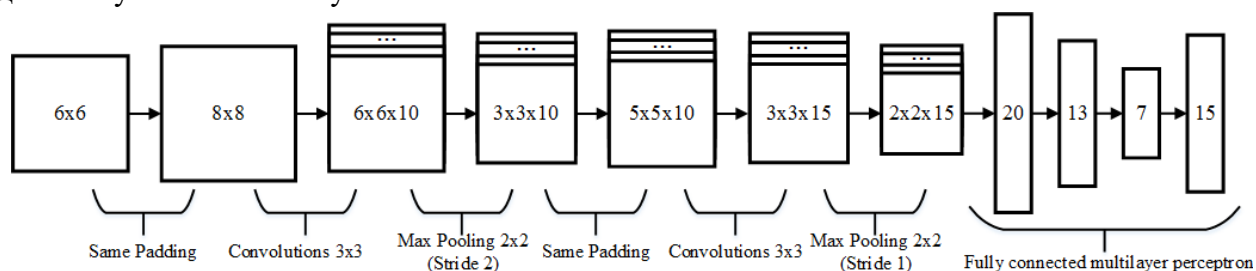 6x6
8x8
...
6x6x10
...
3x3x10
...
5x5x10
...
3x3x15
...
2x2x15
20
13
7
15
Same Padding
Convolutions 3x3
Max Pooling 2x2
(Stride 2)
Same Padding
Convolutions 3x3
Max Pooling 2x2
(Stride 1)
Fully connected multilayer perceptron